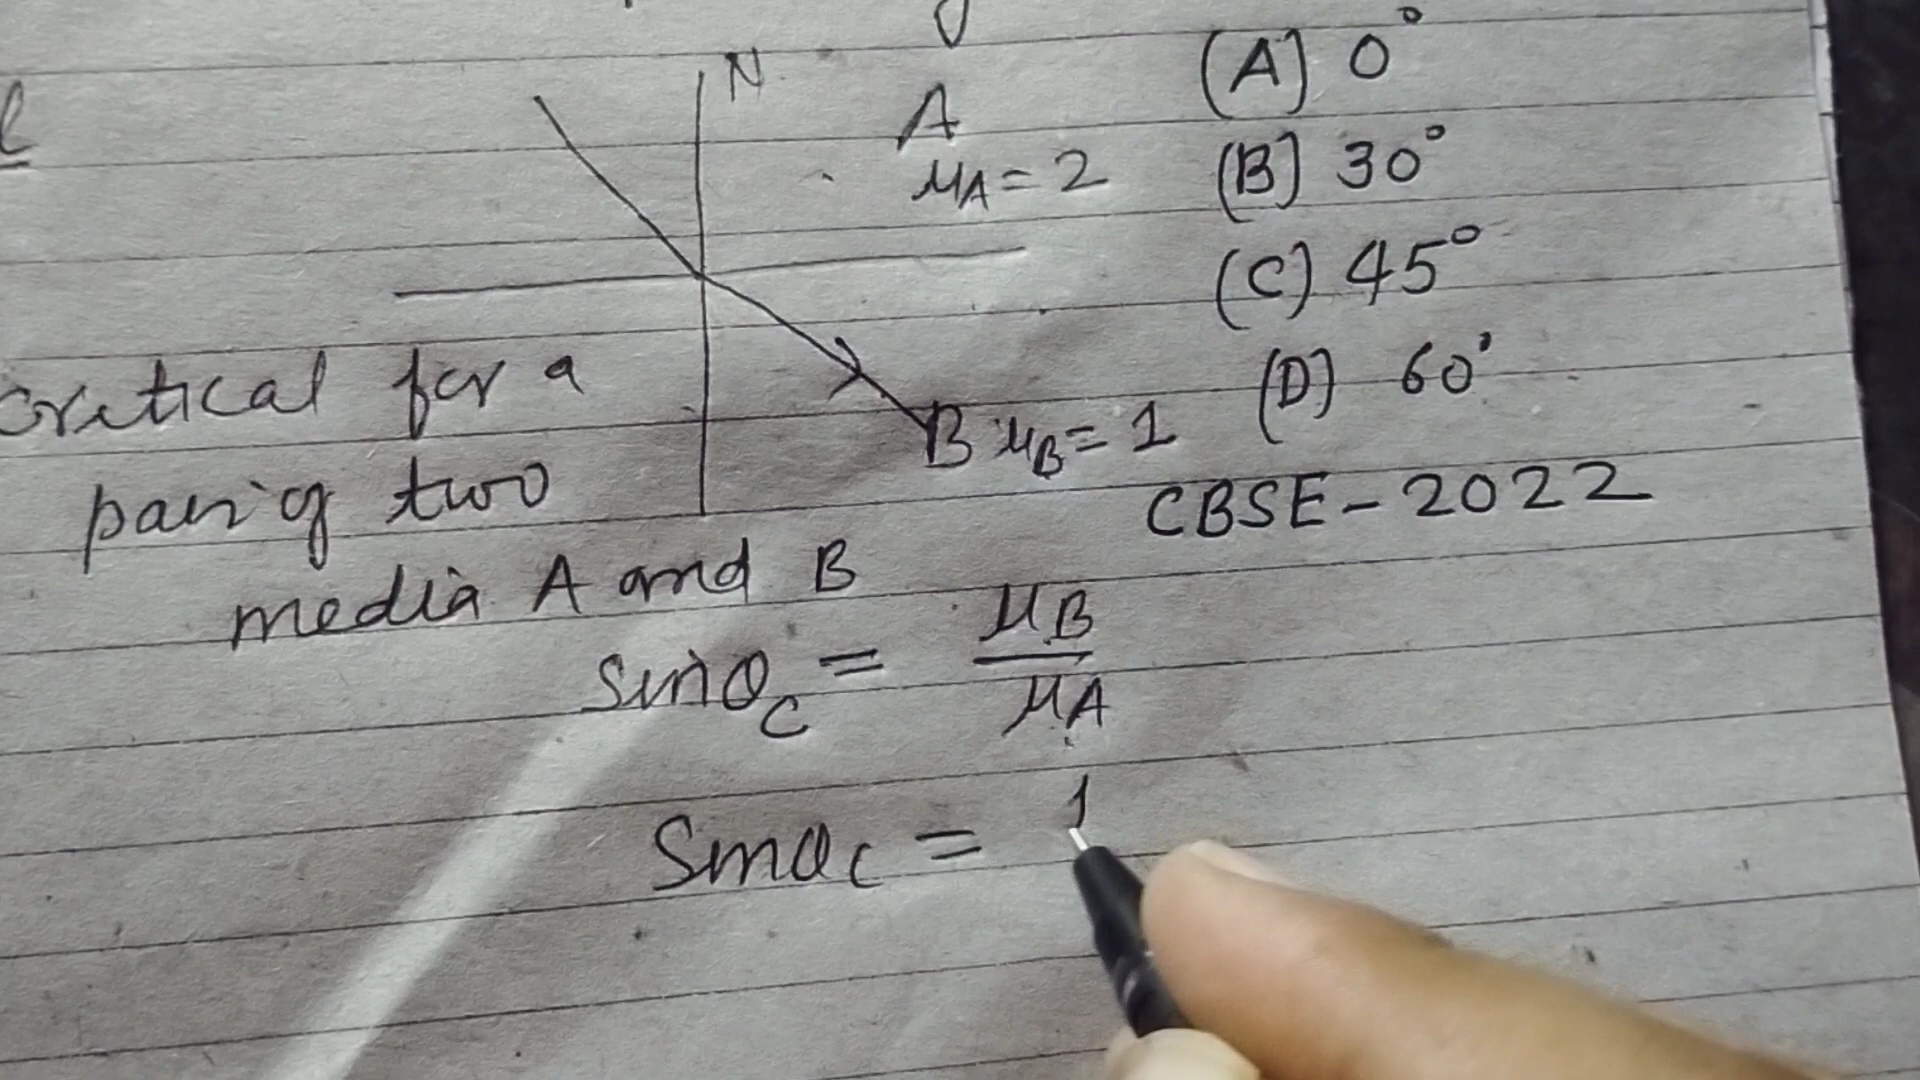 N
A
μA = 2
(A) 0°
(B) 30°
(C) 45°
(D) 60°
B μB = 1
CBSE - 2022
critical for a
pair of two
media A and B
sinθc = μB / μA
Sinθc = 1